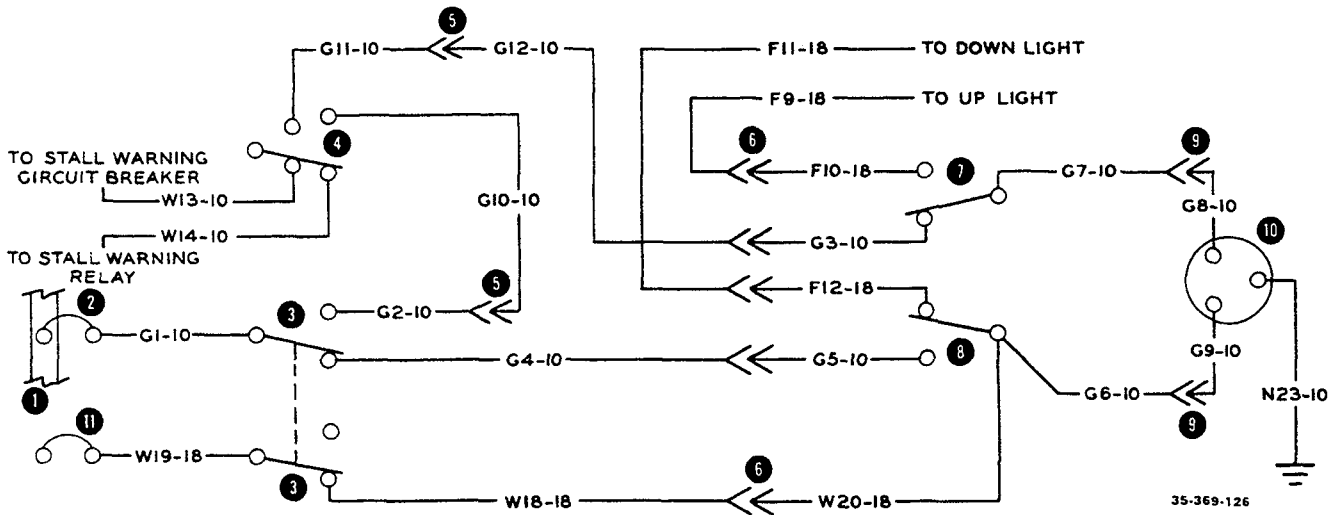 5
G11-10
G12-10
F11-18
TO DOWN LIGHT
F9-18
TO UP LIGHT
4
6
9
TO STALL WARNING
CIRCUIT BREAKER
F10-18
7
G7-10
W13-10
G10-10
G8-10
W14-10
G3-10
10
TO STALL WARNING
RELAY
5
F12-18
2
3
G2-10
G1-10
G9-10
G4-10
G5-10
8
1
G6-10
N23-10
11
9
W19-18
3
6
W18-18
W20-18
35-369-126